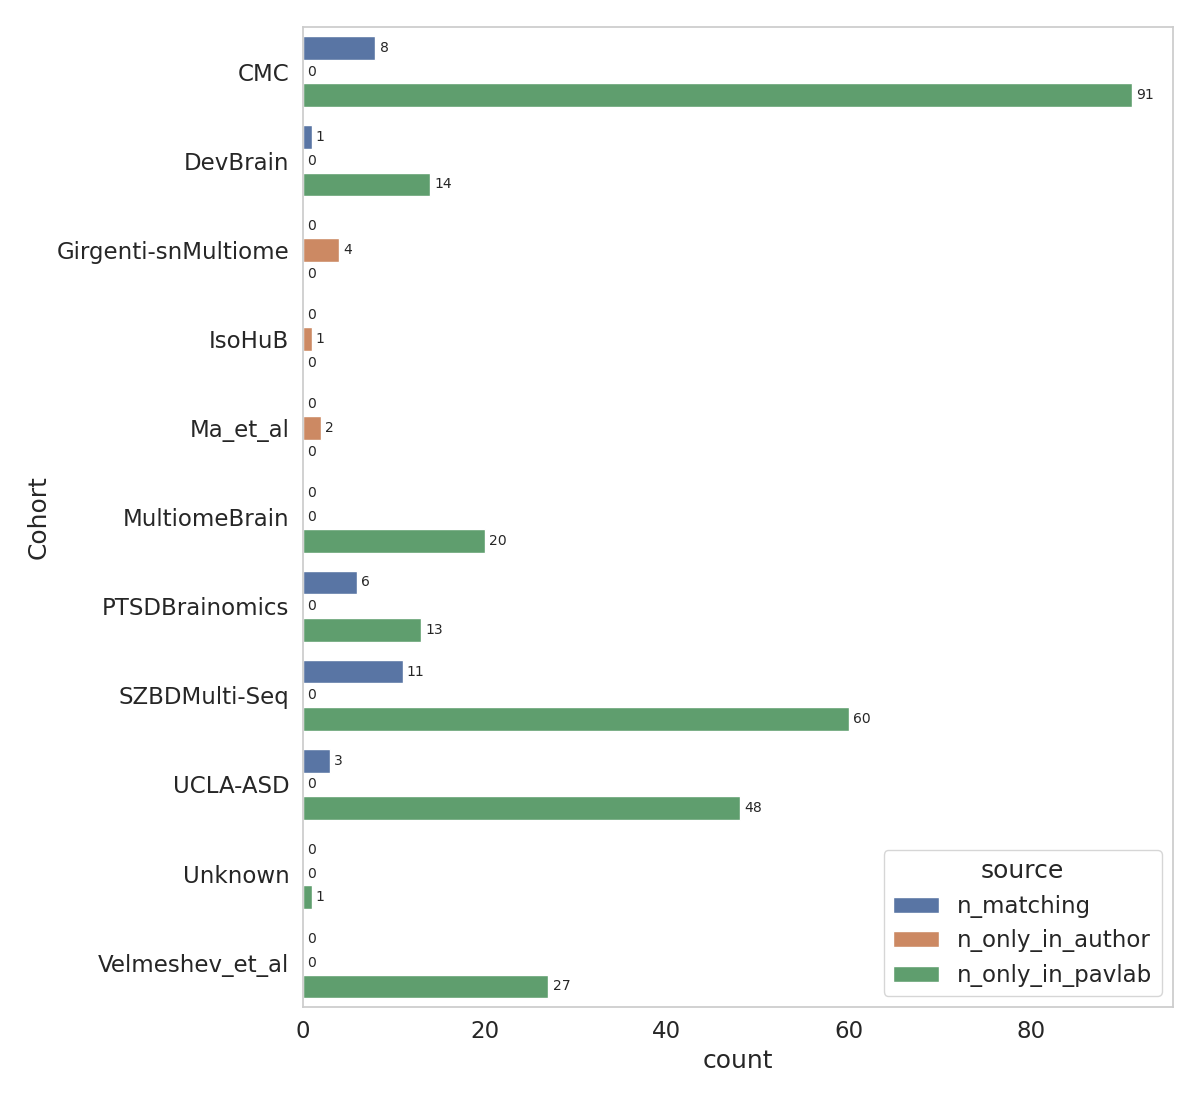 CMC
8
0
91
DevBrain
1
0
14
Girgenti-snMultiome
0
4
0
IsoHuB
0
1
0
Ma_et_al
0
2
0
MultiomeBrain
0
0
20
PTSDBrainomics
6
0
13
SZBDMulti-Seq
11
0
60
UCLA-ASD
3
0
48
Unknown
0
0
1
Velmeshev_et_al
0
0
27
Cohort
source
n_matching
n_only_in_author
n_only_in_pavlab
0 20 40 60 80
count